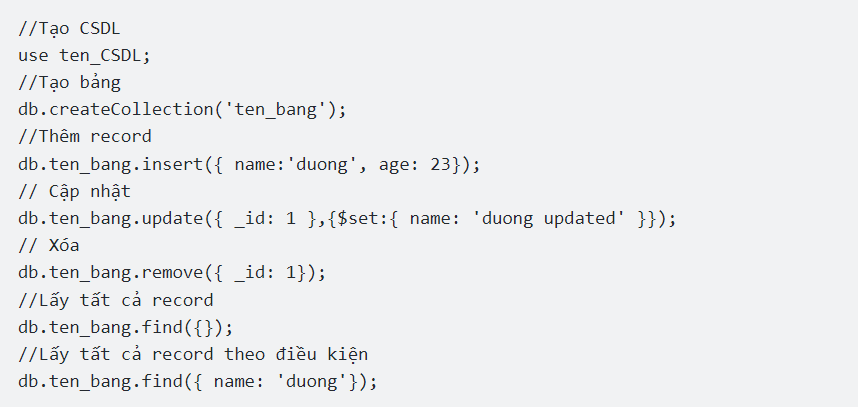 //Tạo CSDL
use ten_CSDL;
//Tạo bảng
db.createCollection('ten_bang');
//Thêm record
db.ten_bang.insert({ name:'duong', age: 23});
// Cập nhật
db.ten_bang.update({ _id: 1 },{$set:{ name: 'duong updated' }});
// Xóa
db.ten_bang.remove({ _id: 1});
//Lấy tất cả record
db.ten_bang.find({});
//Lấy tất cả record theo điều kiện
db.ten_bang.find({ name: 'duong'});